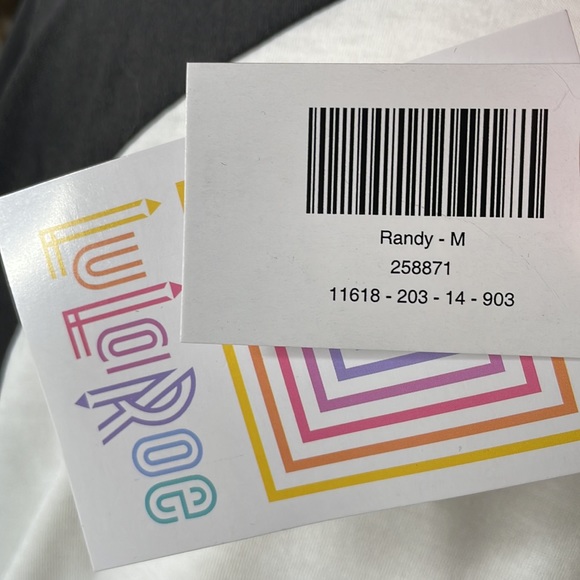 LuLaRoe
Randy - M
258871
11618 - 203 - 14 - 903